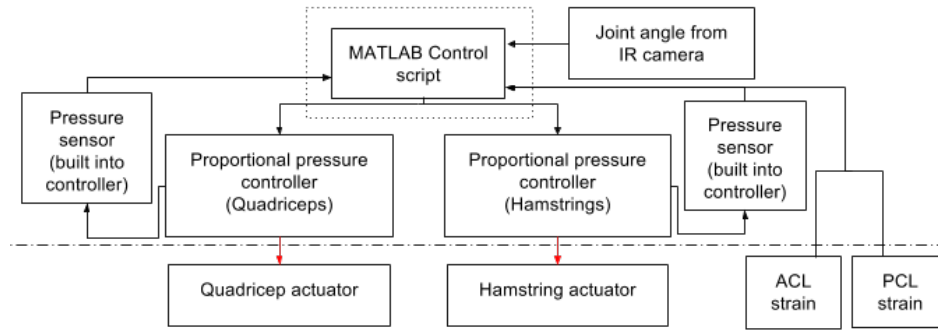 MATLAB Control
script
Joint angle from
IR camera
Pressure
sensor
(built into
controller)
Proportional pressure
controller
(Quadriceps)
Proportional pressure
controller
(Hamstrings)
Pressure
sensor
(built into
controller)
Quadricep actuator
Hamstring actuator
ACL
strain
PCL
strain